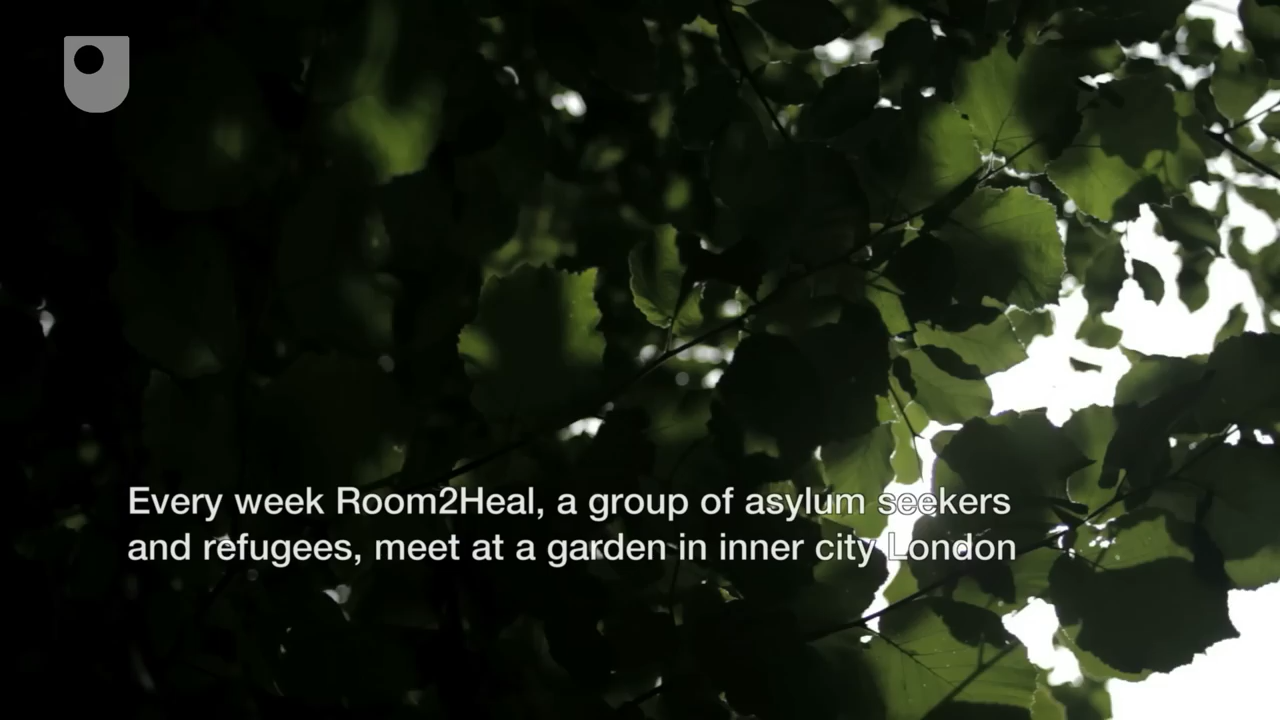 Every week Room2Heal, a group of asylum seekers
and refugees, meet at a garden in inner city London